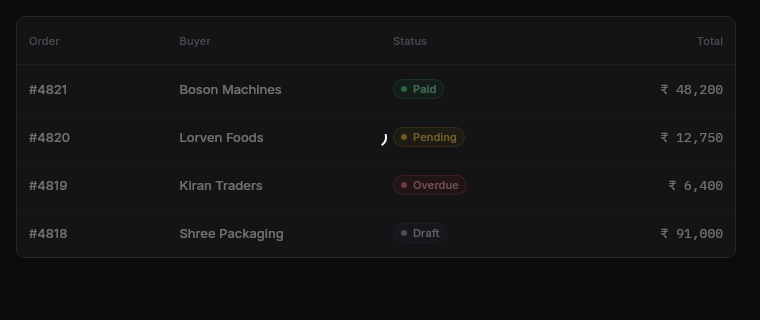 Order Buyer Status Total
#4821 Boson Machines Paid ₹ 48,200
#4820 Lorven Foods Pending ₹ 12,750
#4819 Kiran Traders Overdue ₹ 6,400
#4818 Shree Packaging Draft ₹ 91,000